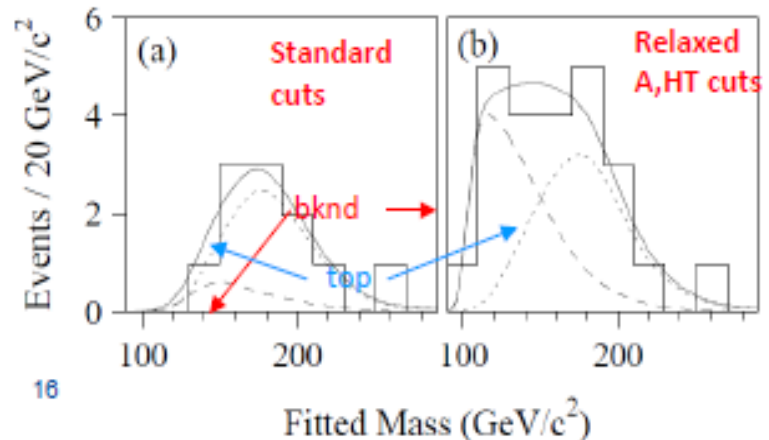 6
4
2
0
Events / 20 GeV/c²
(a)
Standard
cuts
(b)
Relaxed
A,HT cuts
bknd
top
100
200
100
200
16
Fitted Mass (GeV/c²)